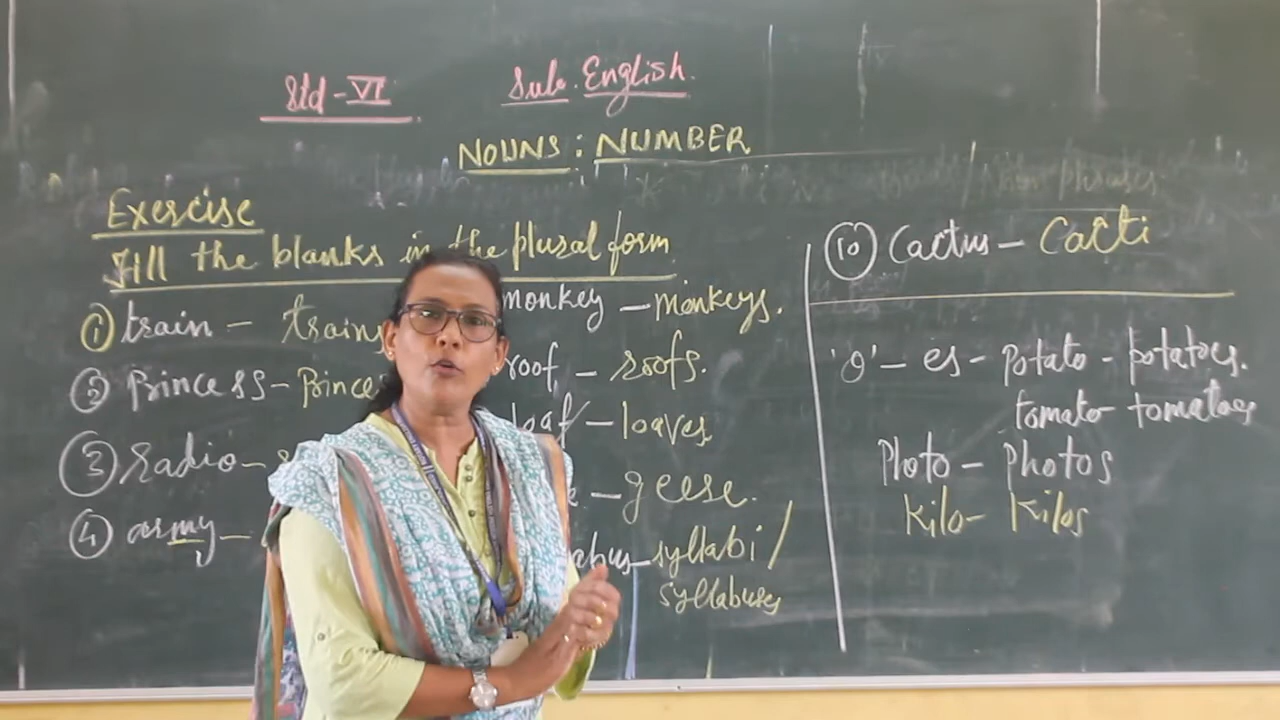 Std - VI
Sub. English.
NOUNS : NUMBER
Exercise
Fill the blanks in the plural form
① train - trains
② Princess - Prince
③ radio -
④ army -
monkey - monkeys.
roof - roofs.
leaf - loaves
- geese.
abus - syllabi /
syllabuses
⑩ Cactus - Cacti
'o' - es - potato - potatoes.
tomato - tomatoes
Photo - Photos
Kilo - Kilos